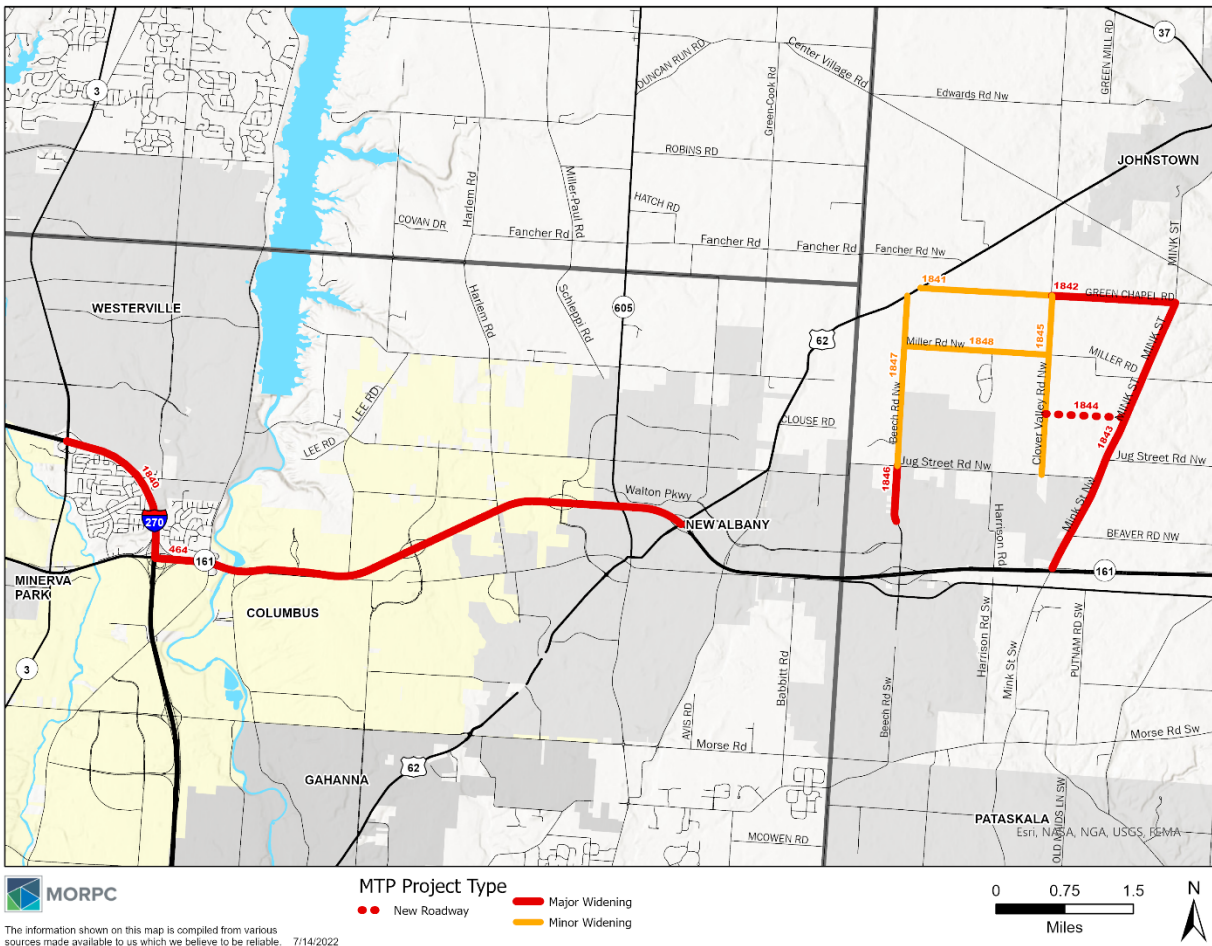 37
GREEN MILL RD
Center Village Rd
DUNCAN RUN RD
3
Green-Cook Rd
Edwards Rd Nw
ROBINS RD
JOHNSTOWN
Miller-Paul Rd
Harlem Rd
HATCH RD
COVAN DR
Fancher Rd
Fancher Rd
Fancher Rd
Fancher Rd Nw
MINK ST
1841
1842
GREEN CHAPEL RD
Harlem Rd
Schleppi Rd
605
WESTERVILLE
62
1847
Miller Rd Nw
1848
1845
MINK ST
MILLER RD
LEE RD
LEE RD
CLOUSE RD
Beech Rd Nw
Clover Valley Rd Nw
1844
MINK ST
1843
1840
1846
Jug Street Rd Nw
Jug Street Rd Nw
Walton Pkwy
NEW ALBANY
Mink St Nw
270
464
161
Harrison Rd
BEAVER RD NW
161
MINERVA
PARK
COLUMBUS
3
Babbitt Rd
Beech Rd Sw
Harrison Rd Sw
Mink St Sw
PUTNAM RD SW
AVIS RD
Morse Rd
Morse Rd Sw
GAHANNA
62
PATASKALA
OLD MAIDS LN SW
Esri, NASA, NGA, USGS, FEMA
MCOWEN RD
MORPC
MTP Project Type
New Roadway
Major Widening
Minor Widening
0 0.75 1.5
Miles
N
The information shown on this map is compiled from various
sources made available to us which we believe to be reliable. 7/14/2022